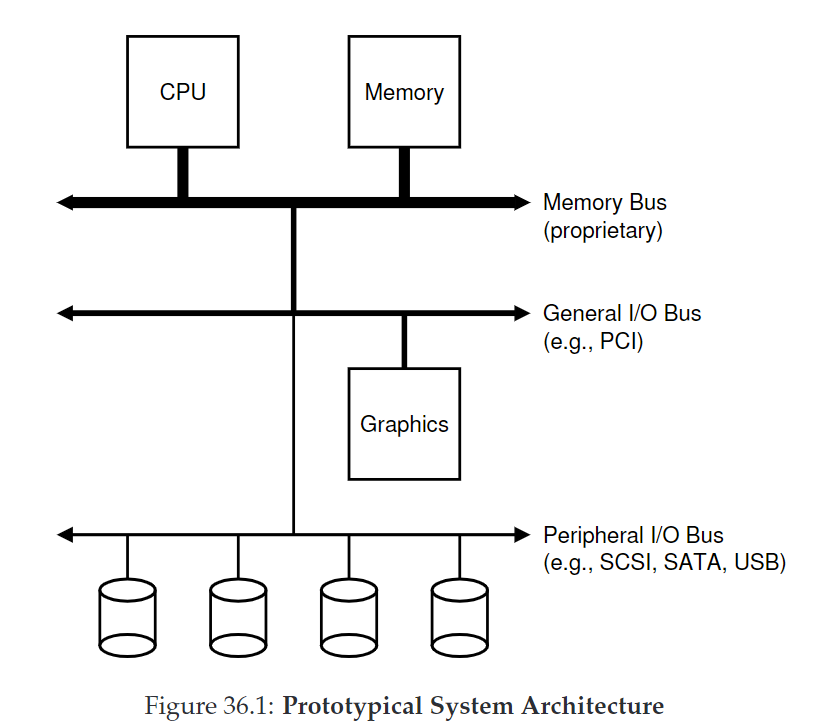 CPU
Memory
Memory Bus
(proprietary)
General I/O Bus
(e.g., PCI)
Graphics
Peripheral I/O Bus
(e.g., SCSI, SATA, USB)
Figure 36.1: Prototypical System Architecture